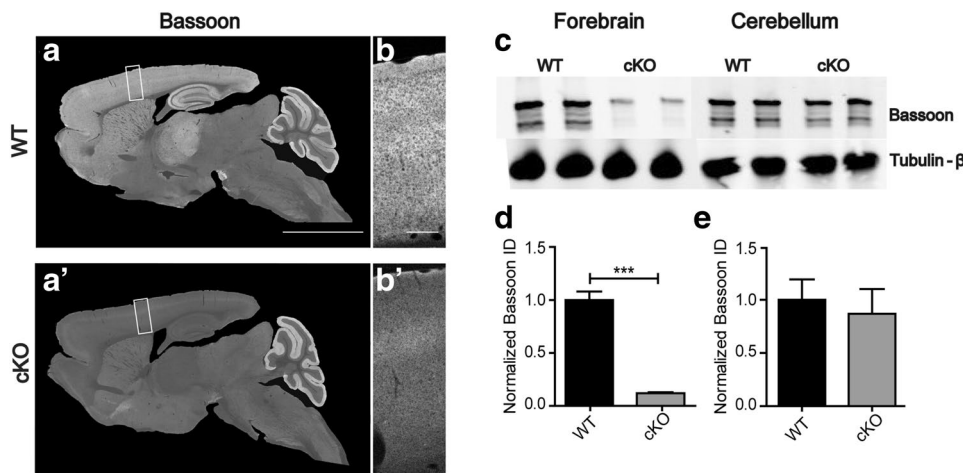 Bassoon
a
b
WT
a'
b'
cKO
c
Forebrain
Cerebellum
WT
cKO
WT
cKO
Bassoon
Tubulin - β
d
Normalized Bassoon ID
1.5
1.0
0.5
0.0
***
WT
cKO
e
Normalized Bassoon ID
1.5
1.0
0.5
0.0
WT
cKO